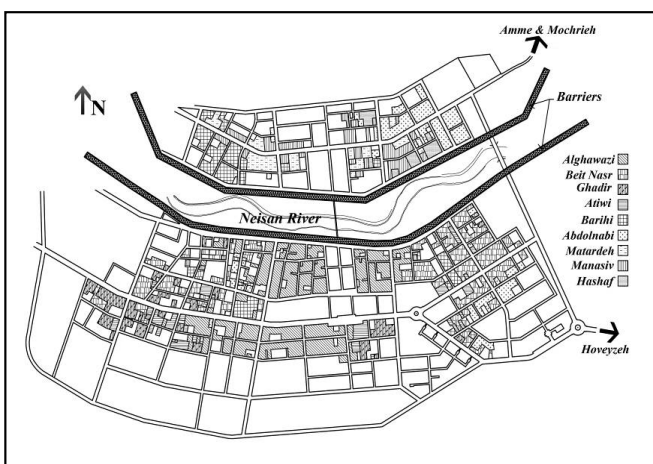 Amme & Mochrieh
N
Barriers
Alghawazi
Beit Nasr
Ghadir
Atiwi
Barihi
Abdolnabi
Matardeh
Manasiv
Hashaf
Neisan River
Hoveyzeh